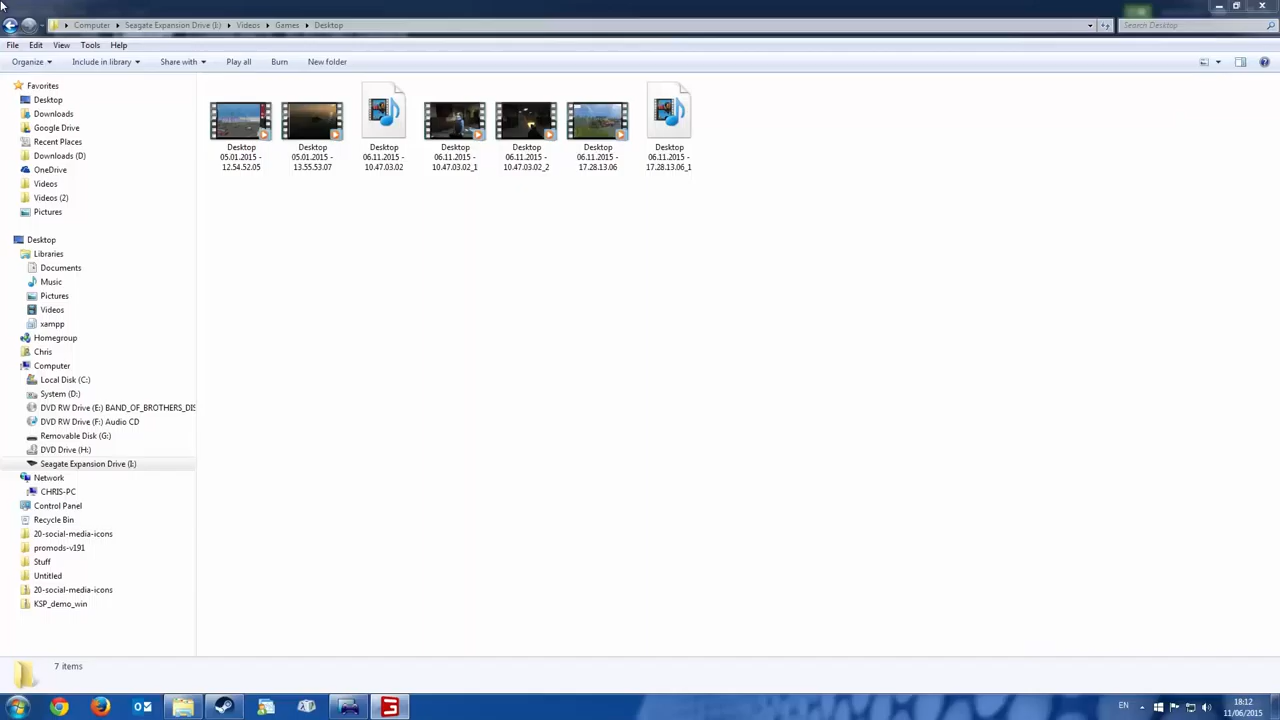 Computer Seagate Expansion Drive (I:) Videos Games Desktop
Search Desktop
File Edit View Tools Help
Organize Include in library Share with Play all Burn New folder
Favorites
Desktop
Downloads
Google Drive
Recent Places
Downloads (D)
OneDrive
Videos
Videos (2)
Pictures
Desktop
Libraries
Documents
Music
Pictures
Videos
xampp
Homegroup
Chris
Computer
Local Disk (C:)
System (D:)
DVD RW Drive (E:) BAND_OF_BROTHERS_DIS
DVD RW Drive (F:) Audio CD
Removable Disk (G:)
DVD Drive (H:)
Seagate Expansion Drive (I:)
Network
CHRIS-PC
Control Panel
Recycle Bin
20-social-media-icons
promods-v191
Stuff
Untitled
20-social-media-icons
KSP_demo_win
Desktop
05.01.2015 -
12.54.52.05
Desktop
05.01.2015 -
13.55.53.07
Desktop
06.11.2015 -
10.47.03.02
Desktop
06.11.2015 -
10.47.03.02_1
Desktop
06.11.2015 -
10.47.03.02_2
Desktop
06.11.2015 -
17.28.13.06
Desktop
06.11.2015 -
17.28.13.06_1
7 items
EN
18:12
11/06/2015